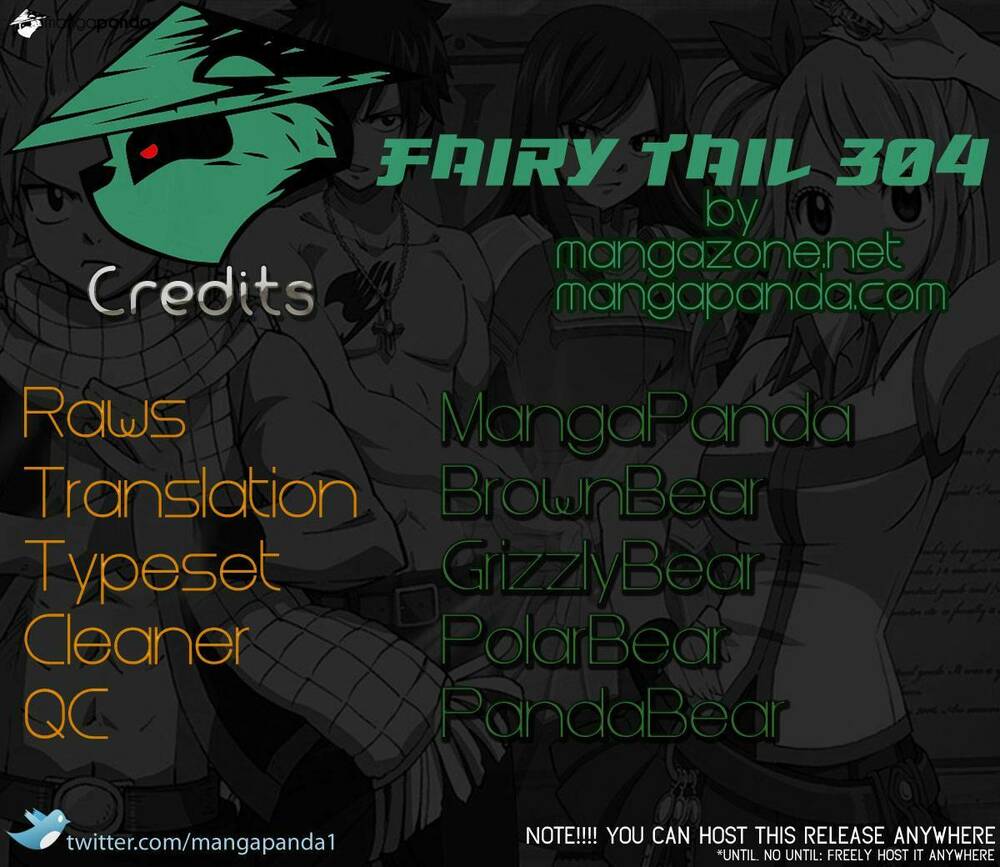 mangapanda
FAIRY TAIL 304
by
mangazone.net
mangapanda.com
Credits
Raws MangaPanda
Translation BrownBear
Typeset GrizzlyBear
Cleaner PolarBear
QC PandaBear
twitter.com/mangapanda1
NOTE!!!! YOU CAN HOST THIS RELEASE ANYWHERE
*UNTIL. NO UNTIL; FREELY HOST IT ANYWHERE